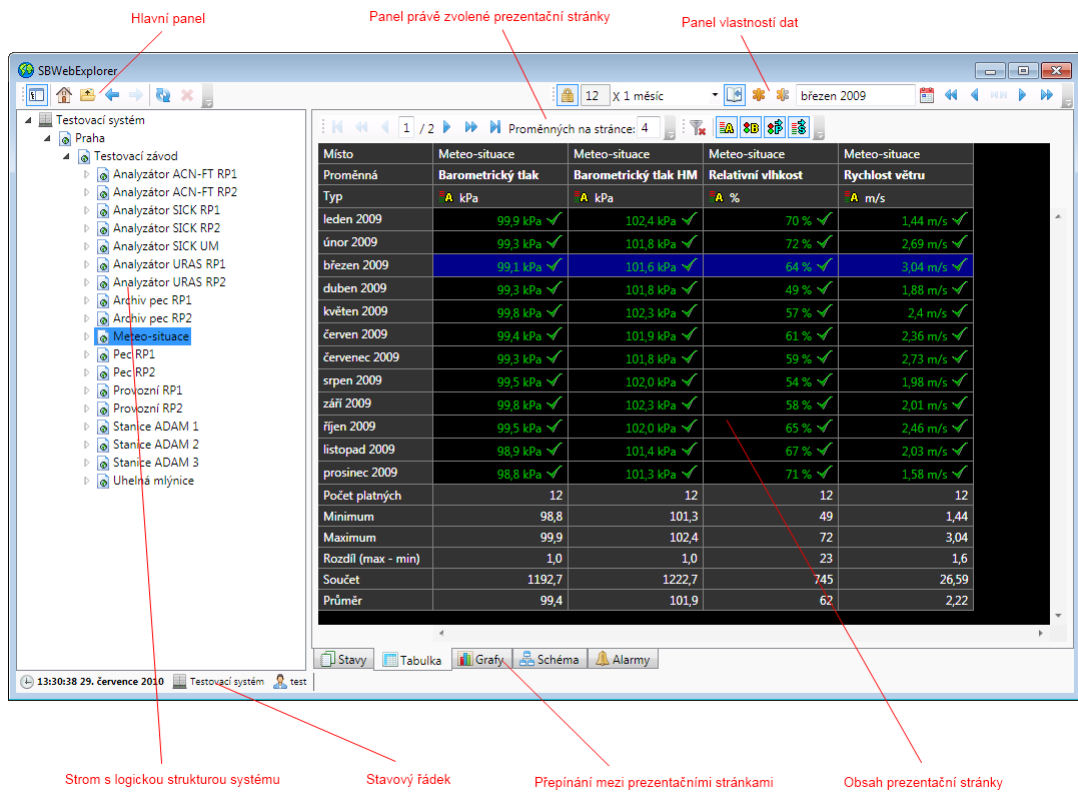 Hlavní panel
Panel právě zvolené prezentační stránky
Panel vlastností dat
SBWebExplorer
12 X 1 měsíc březen 2009
Testovací systém
Praha
Testovací závod
Analyzátor ACN-FT RP1
Analyzátor ACN-FT RP2
Analyzátor SICK RP1
Analyzátor SICK RP2
Analyzátor SICK UM
Analyzátor URAS RP1
Analyzátor URAS RP2
Archiv pec RP1
Archiv pec RP2
Meteo-situace
Pec RP1
Pec RP2
Provozní RP1
Provozní RP2
Stanice ADAM 1
Stanice ADAM 2
Stanice ADAM 3
Uhelná mlýnice
1 / 2 Proměnných na stránce: 4 A B P S
Místo Meteo-situace Meteo-situace Meteo-situace Meteo-situace
Proměnná Barometrický tlak Barometrický tlak HM Relativní vlhkost Rychlost větru
Typ A kPa A kPa A % A m/s
leden 2009 99,9 kPa 102,4 kPa 70 % 1,44 m/s
únor 2009 99,3 kPa 101,8 kPa 72 % 2,69 m/s
březen 2009 99,1 kPa 101,6 kPa 64 % 3,04 m/s
duben 2009 99,3 kPa 101,8 kPa 49 % 1,88 m/s
květen 2009 99,8 kPa 102,3 kPa 57 % 2,4 m/s
červen 2009 99,4 kPa 101,9 kPa 61 % 2,36 m/s
červenec 2009 99,3 kPa 101,8 kPa 59 % 2,73 m/s
srpen 2009 99,5 kPa 102,0 kPa 54 % 1,98 m/s
září 2009 99,8 kPa 102,3 kPa 58 % 2,01 m/s
říjen 2009 99,5 kPa 102,0 kPa 65 % 2,46 m/s
listopad 2009 98,9 kPa 101,4 kPa 67 % 2,03 m/s
prosinec 2009 98,8 kPa 101,3 kPa 71 % 1,58 m/s
Počet platných 12 12 12 12
Minimum 98,8 101,3 49 1,44
Maximum 99,9 102,4 72 3,04
Rozdíl (max - min) 1,0 1,0 23 1,6
Součet 1192,7 1222,7 745 26,59
Průměr 99,4 101,9 62 2,22
Stavy Tabulka Grafy Schéma Alarmy
13:30:38 29. července 2010 Testovací systém test
Strom s logickou strukturou systému
Stavový řádek
Přepínání mezi prezentačními stránkami
Obsah prezentační stránky